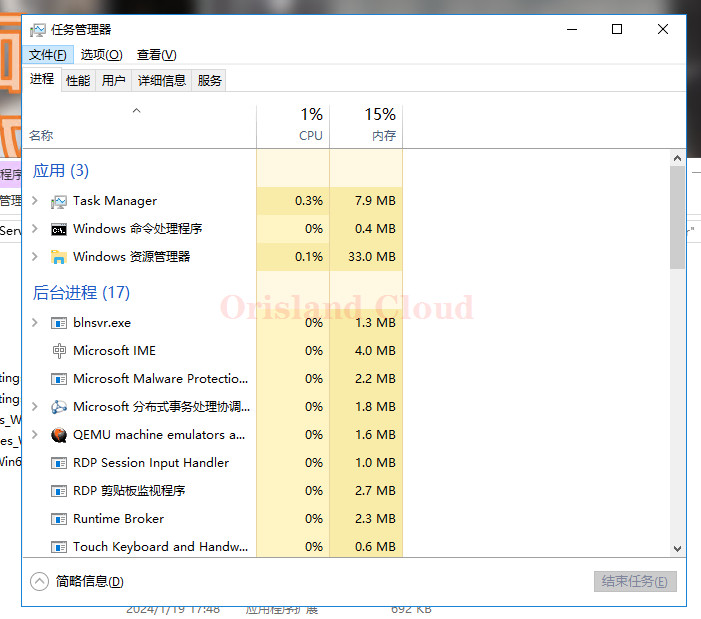 任务管理器
文件(F) 选项(O) 查看(V)
进程 性能 用户 详细信息 服务
1% 15%
名称 CPU 内存
应用 (3)
Task Manager 0.3% 7.9 MB
Windows 命令处理程序 0% 0.4 MB
Windows 资源管理器 0.1% 33.0 MB
后台进程 (17)
Orisland Cloud
blnsvr.exe 0% 1.3 MB
Microsoft IME 0% 4.0 MB
Microsoft Malware Protectio... 0% 2.2 MB
Microsoft 分布式事务处理协调... 0% 1.8 MB
QEMU machine emulators a... 0% 1.6 MB
RDP Session Input Handler 0% 1.0 MB
RDP 剪贴板监视程序 0% 2.7 MB
Runtime Broker 0% 2.3 MB
Touch Keyboard and Handw... 0% 0.6 MB
简略信息(D) 结束任务(E)
2024/1/19 17:48 应用程序扩展 692 KB
程序
管理
Serv
ting
ting
s_W
es_W
Win6